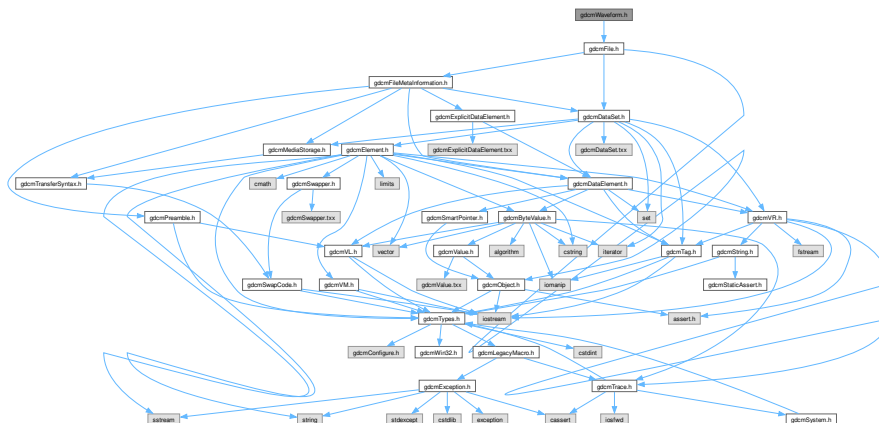 gdcmWaveform.h
gdcmFile.h
gdcmFileMetaInformation.h
gdcmExplicitDataElement.h
gdcmDataSet.h
gdcmMediaStorage.h
gdcmElement.h
gdcmExplicitDataElement.txx
gdcmDataSet.txx
gdcmTransferSyntax.h
cmath
gdcmSwapper.h
limits
gdcmDataElement.h
gdcmPreamble.h
gdcmSwapper.txx
gdcmSmartPointer.h
gdcmByteValue.h
set
gdcmVR.h
gdcmVL.h
vector
gdcmValue.h
algorithm
cstring
iterator
gdcmTag.h
gdcmString.h
fstream
gdcmSwapCode.h
gdcmVM.h
gdcmValue.txx
gdcmObject.h
iomanip
gdcmStaticAssert.h
gdcmTypes.h
iostream
assert.h
gdcmConfigure.h
gdcmWin32.h
gdcmLegacyMacro.h
cstdint
gdcmException.h
gdcmTrace.h
sstream
string
stdexcept
cstdlib
exception
cassert
iosfwd
gdcmSystem.h